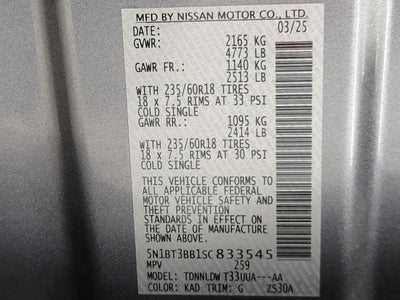 MFD BY NISSAN MOTOR CO., LTD.
DATE: 03/25
GVWR: 2165 KG
4773 LB
GAWR FR.: 1140 KG
2513 LB
WITH 235/60R18 TIRES
18 x 7.5 RIMS AT 33 PSI
COLD SINGLE
GAWR RR.: 1095 KG
2414 LB
WITH 235/60R18 TIRES
18 x 7.5 RIMS AT 30 PSI
COLD SINGLE
THIS VEHICLE CONFORMS TO
ALL APPLICABLE FEDERAL
MOTOR VEHICLE SAFETY AND
THEFT PREVENTION
STANDARDS IN EFFECT ON
THE DATE OF MANUFACTURE
SHOWN ABOVE.
5N1BT3BB1SC833545
MPV 259
MODEL: TDNNLDWT33UUA---AA
COLOR: KAD TRIM: G ZS30A